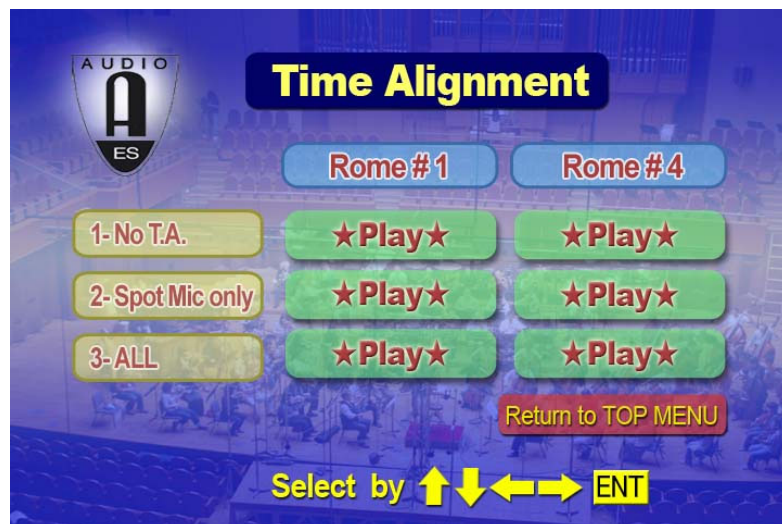 AUDIO
A
ES
Time Alignment
Rome #1 Rome #4
1- No T.A. ★Play★ ★Play★
2- Spot Mic only ★Play★ ★Play★
3- ALL ★Play★ ★Play★
Return to TOP MENU
Select by ↑↓←→ ENT